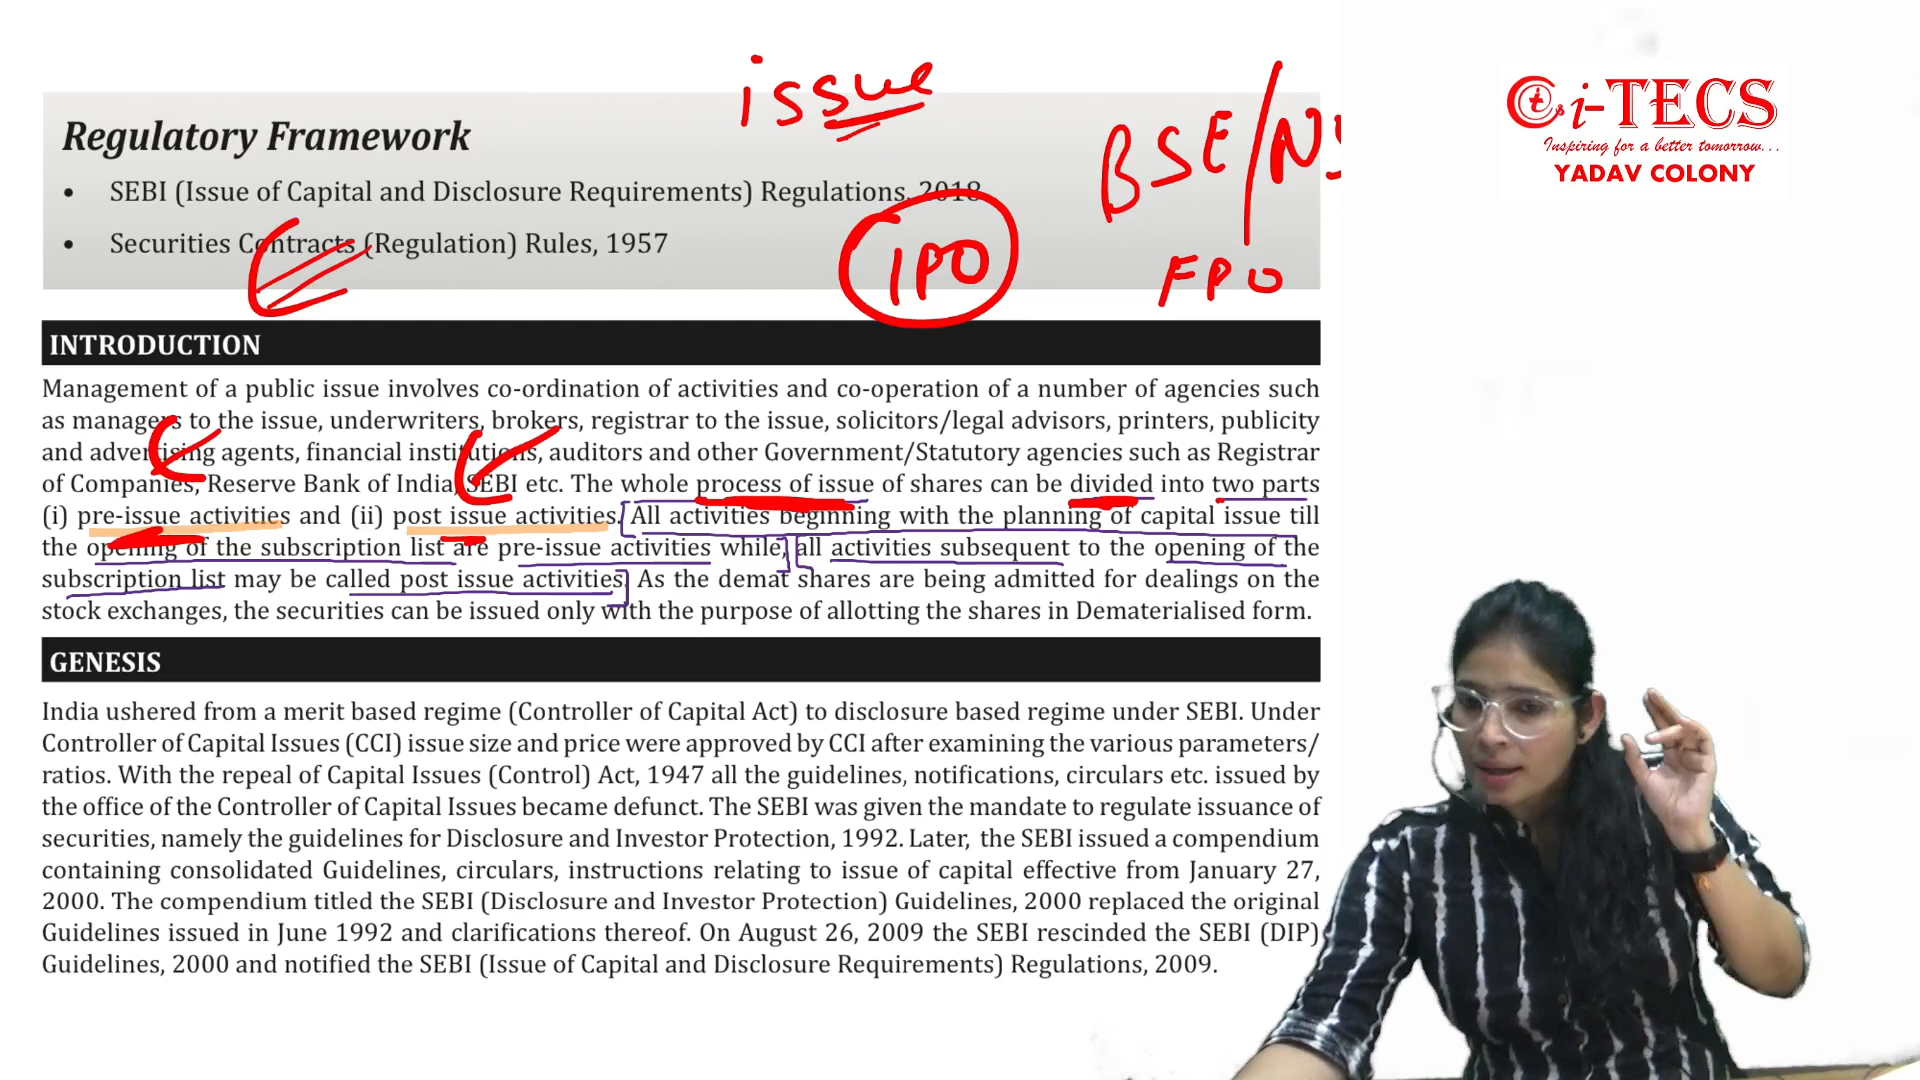 issue
BSE/NS
i-TECS
Inspiring for a better tomorrow...
YADAV COLONY
Regulatory Framework
• SEBI (Issue of Capital and Disclosure Requirements) Regulations, 2018
• Securities Contracts (Regulation) Rules, 1957
IPO
FPO
INTRODUCTION
Management of a public issue involves co-ordination of activities and co-operation of a number of agencies such
as managers to the issue, underwriters, brokers, registrar to the issue, solicitors/legal advisors, printers, publicity
and advertising agents, financial institutions, auditors and other Government/Statutory agencies such as Registrar
of Companies, Reserve Bank of India, SEBI etc. The whole process of issue of shares can be divided into two parts
(i) pre-issue activities and (ii) post issue activities. All activities beginning with the planning of capital issue till
the opening of the subscription list are pre-issue activities while, all activities subsequent to the opening of the
subscription list may be called post issue activities. As the demat shares are being admitted for dealings on the
stock exchanges, the securities can be issued only with the purpose of allotting the shares in Dematerialised form.
GENESIS
India ushered from a merit based regime (Controller of Capital Act) to disclosure based regime under SEBI. Under
Controller of Capital Issues (CCI) issue size and price were approved by CCI after examining the various parameters/
ratios. With the repeal of Capital Issues (Control) Act, 1947 all the guidelines, notifications, circulars etc. issued by
the office of the Controller of Capital Issues became defunct. The SEBI was given the mandate to regulate issuance of
securities, namely the guidelines for Disclosure and Investor Protection, 1992. Later, the SEBI issued a compendium
containing consolidated Guidelines, circulars, instructions relating to issue of capital effective from January 27,
2000. The compendium titled the SEBI (Disclosure and Investor Protection) Guidelines, 2000 replaced the original
Guidelines issued in June 1992 and clarifications thereof. On August 26, 2009 the SEBI rescinded the SEBI (DIP)
Guidelines, 2000 and notified the SEBI (Issue of Capital and Disclosure Requirements) Regulations, 2009.